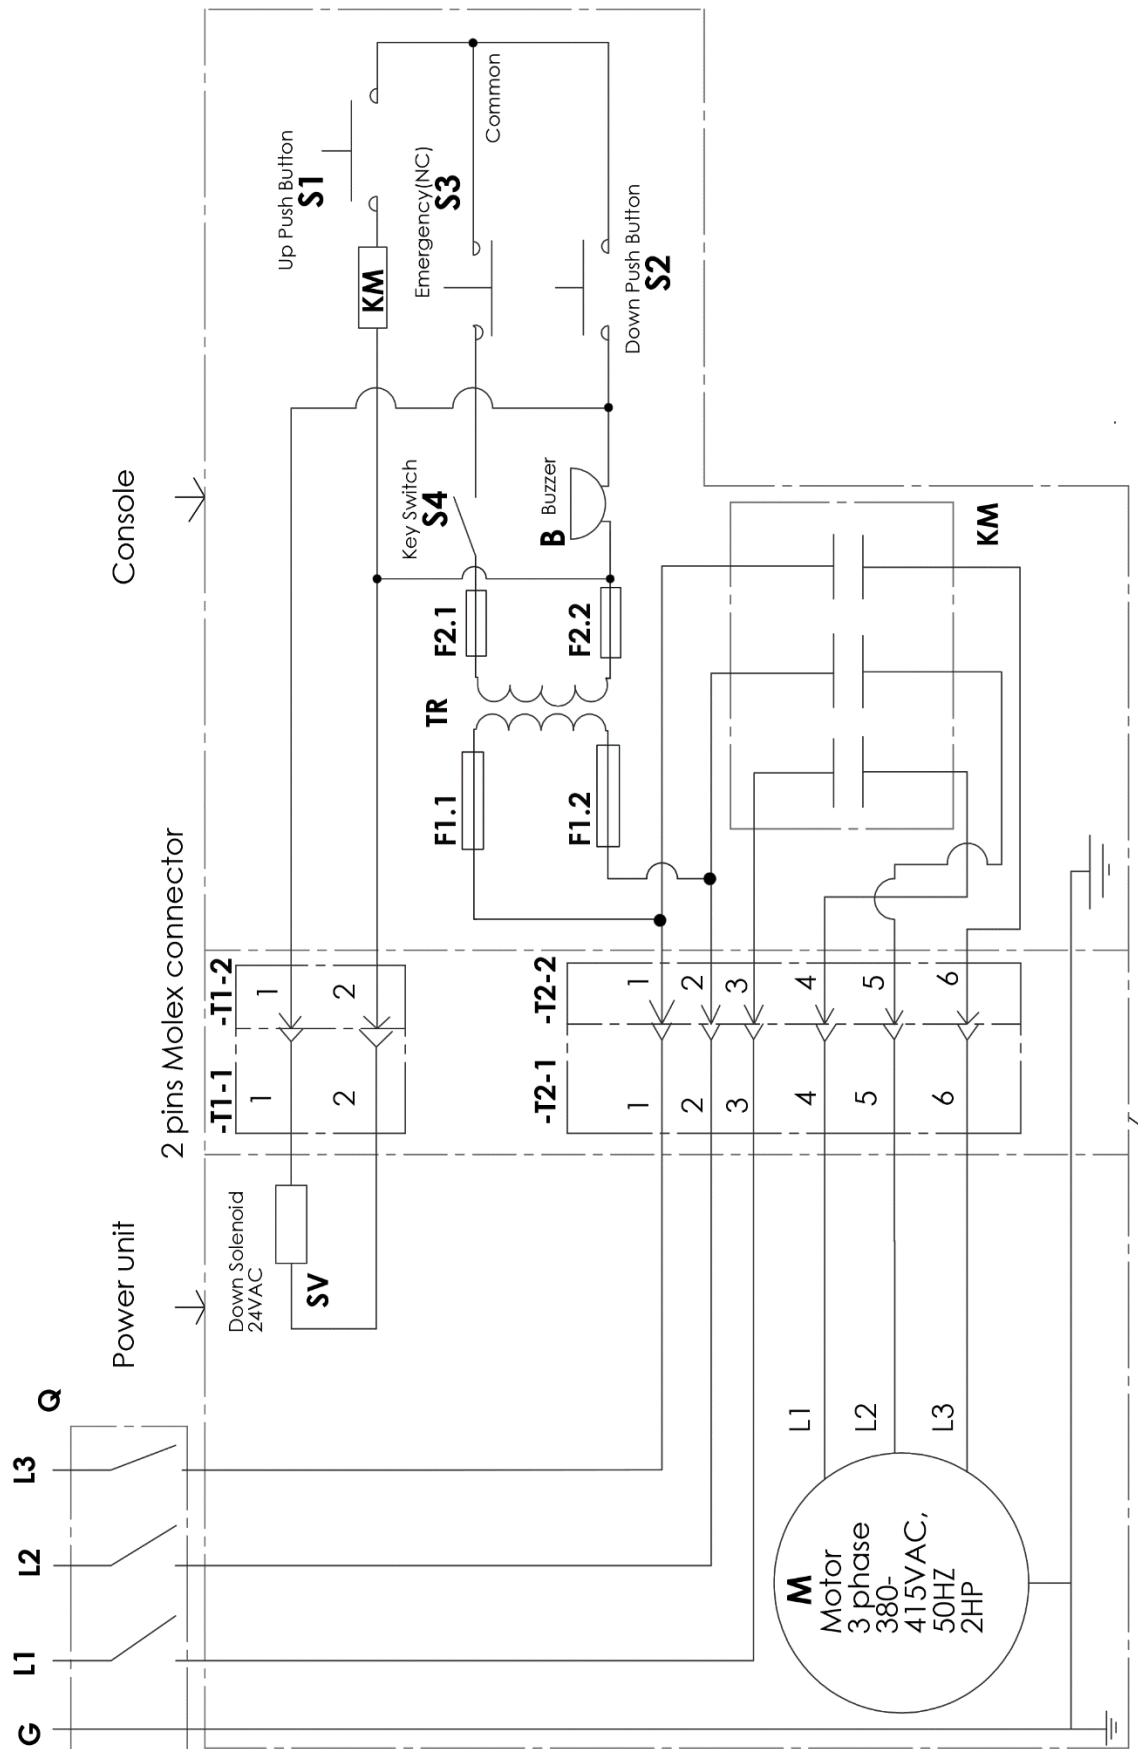 G
L1
L2
L3
Q
Power unit
2 pins Molex connector
Console
Down Solenoid
24VAC
SV
-T1-1
-T1-2
1
1
2
2
Up Push Button
S1
KM
Emergency(NC)
S3
Common
Key Switch
S4
Down Push Button
S2
B
Buzzer
TR
F1.1
F2.1
F1.2
F2.2
-T2-1
-T2-2
1
1
2
2
3
3
4
4
5
5
6
6
KM
L1
L2
L3
M
Motor
3 phase
380-
415VAC,
50HZ
2HP